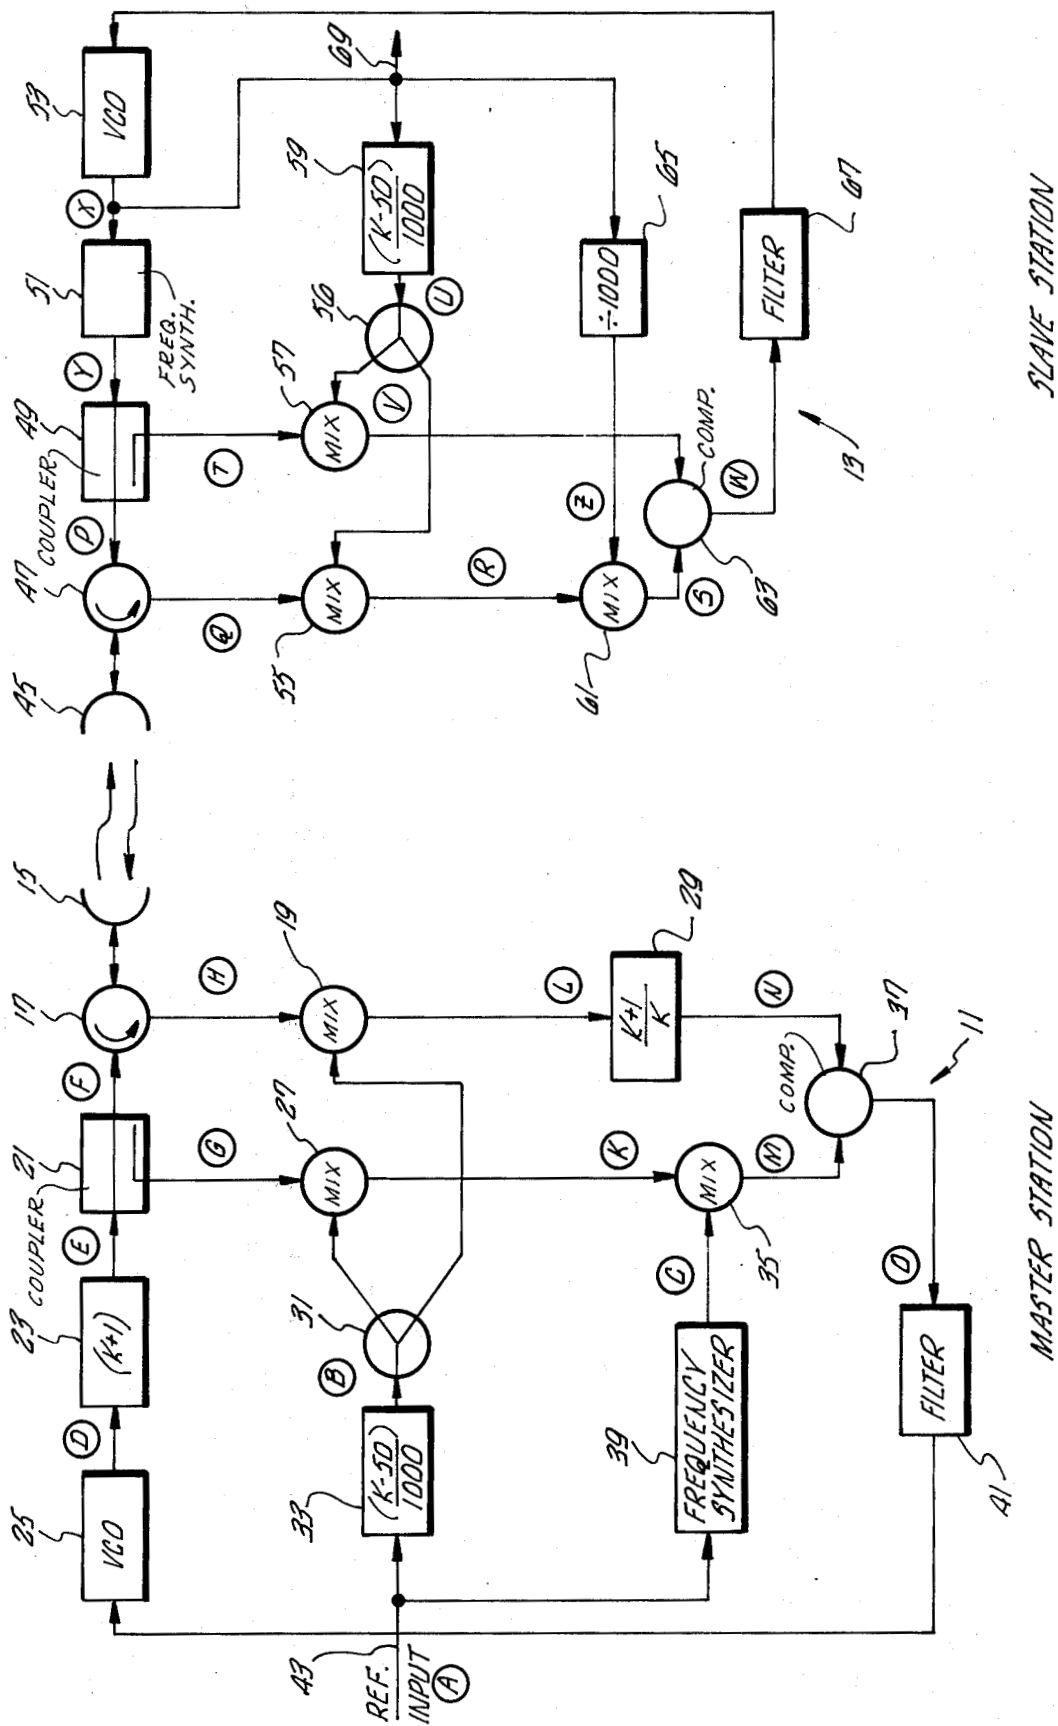 25
D
23
E
COUPLER
21
F
17
15
45
47
P
COUPLER
49
Y
51
X
53
VCO
(K+1)
FREQ.
SYNTH.
VCO
G
H
Q
T
43
REF.
INPUT
A
33
(K-50)
1000
B
31
27
MIX
19
MIX
55
MIX
57
MIX
V
56
U
59
(K-50)
1000
69
K
L
R
Z
39
FREQUENCY
SYNTHESIZER
C
35
MIX
M
K+1
K
29
N
61
MIX
S
÷1000
65
COMP.
37
63
COMP.
W
41
FILTER
O
11
13
FILTER
67
MASTER STATION
SLAVE STATION